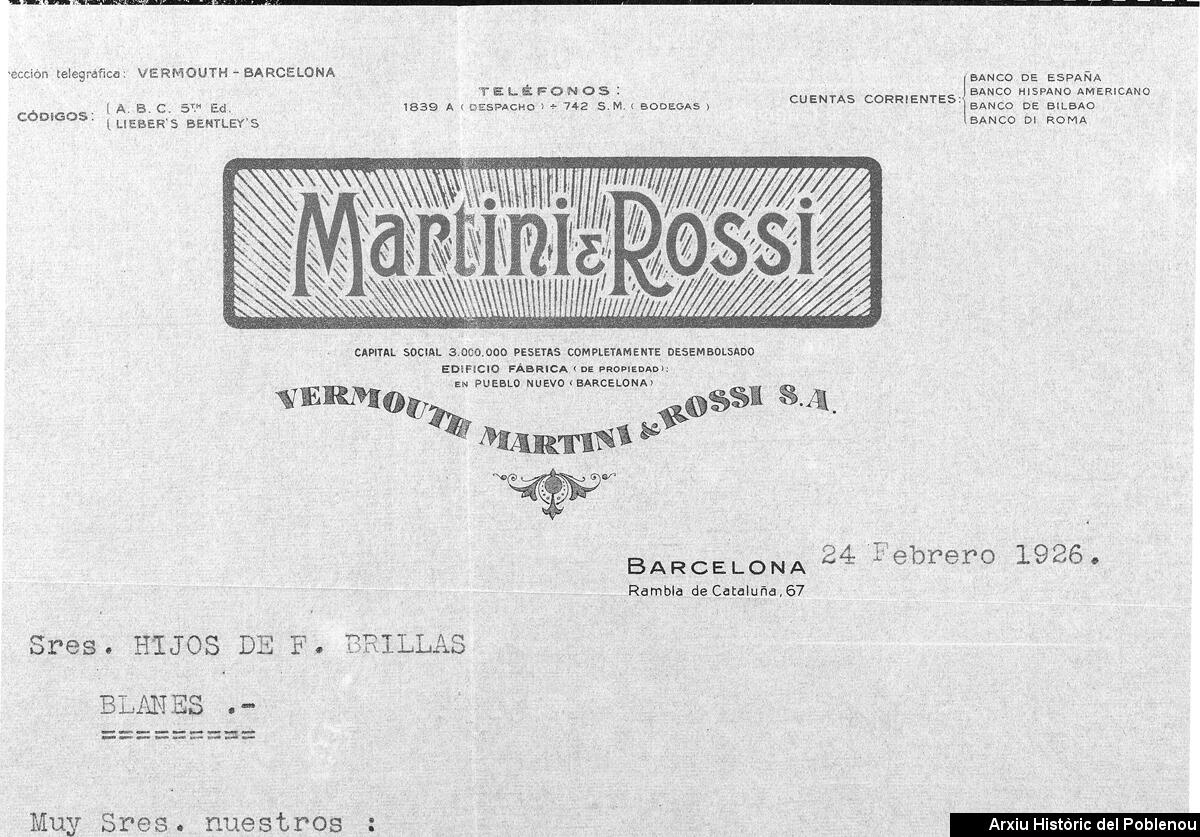 rección telegráfica: VERMOUTH - BARCELONA
CÓDIGOS: A. B. C. 5TH Ed.
LIEBER'S BENTLEY'S
TELÉFONOS:
1839 A (DESPACHO) ÷ 742 S.M. (BODEGAS)
CUENTAS CORRIENTES:
BANCO DE ESPAÑA
BANCO HISPANO AMERICANO
BANCO DE BILBAO
BANCO DI ROMA
Martini & Rossi
CAPITAL SOCIAL 3.000.000 PESETAS COMPLETAMENTE DESEMBOLSADO
EDIFICIO FÁBRICA (DE PROPIEDAD):
EN PUEBLO NUEVO (BARCELONA)
VERMOUTH MARTINI & ROSSI S.A.
BARCELONA 24 Febrero 1926.
Rambla de Cataluña, 67
Sres. HIJOS DE F. BRILLAS
BLANES .-
=========
Muy Sres. nuestros :
Arxiu Històric del Poblenou